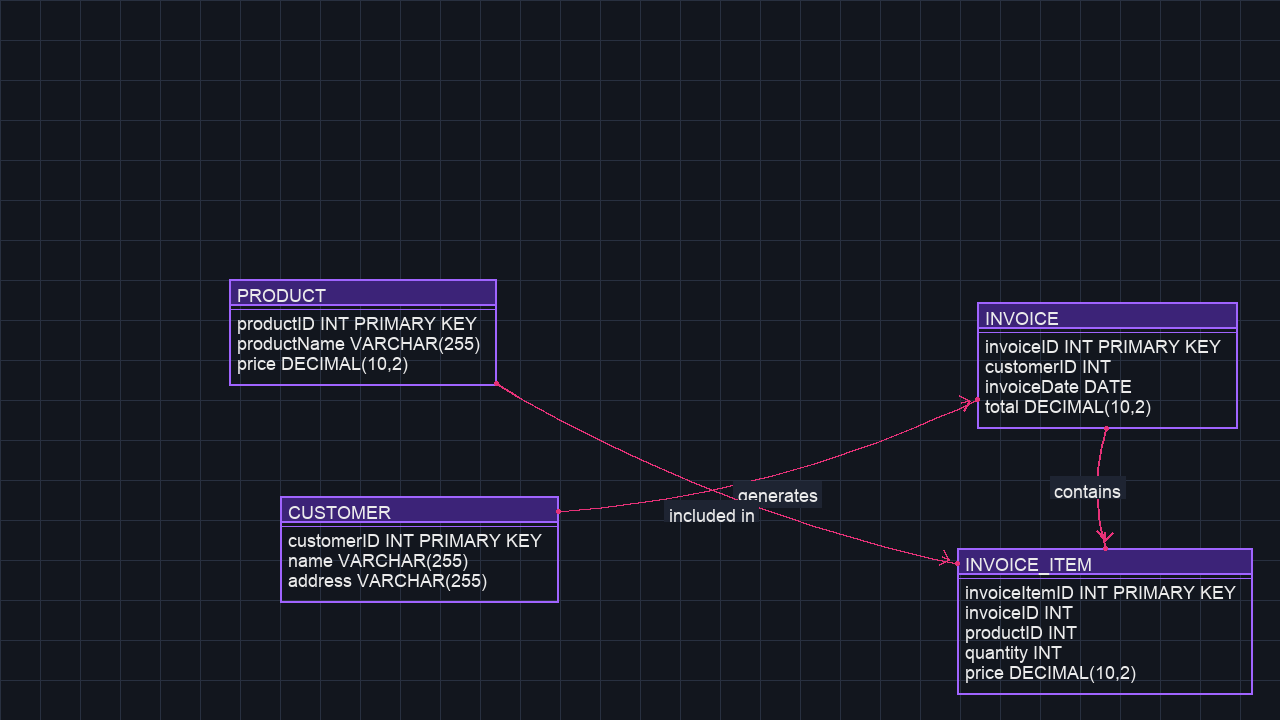 PRODUCT
productID INT PRIMARY KEY
productName VARCHAR(255)
price DECIMAL(10,2)
INVOICE
invoiceID INT PRIMARY KEY
customerID INT
invoiceDate DATE
total DECIMAL(10,2)
generates
included in
contains
CUSTOMER
customerID INT PRIMARY KEY
name VARCHAR(255)
address VARCHAR(255)
INVOICE_ITEM
invoiceItemID INT PRIMARY KEY
invoiceID INT
productID INT
quantity INT
price DECIMAL(10,2)